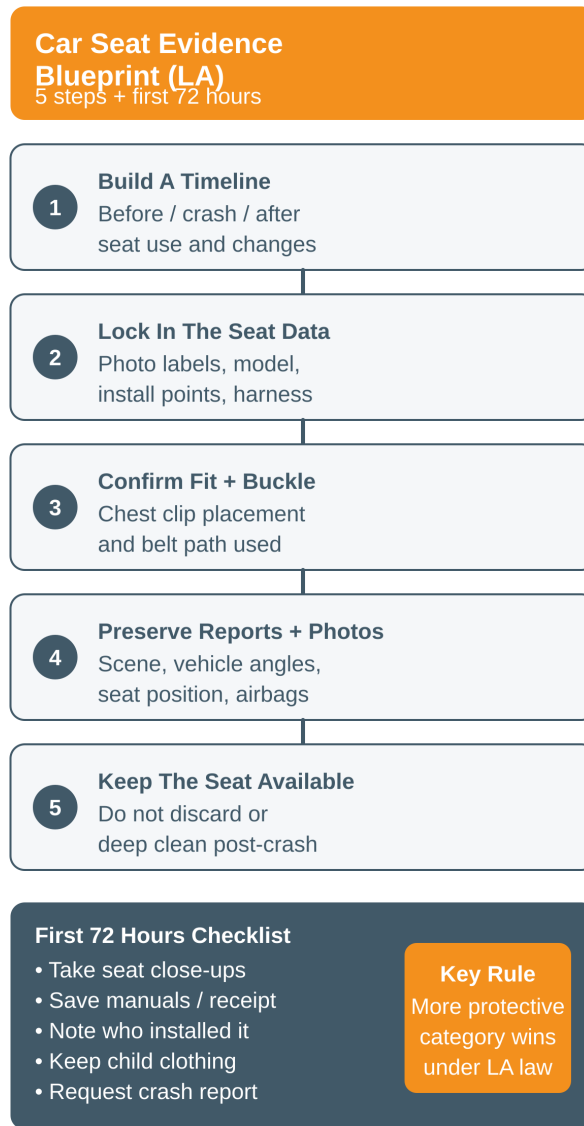 Car Seat Evidence
Blueprint (LA)
5 steps + first 72 hours
1
Build A Timeline
Before / crash / after
seat use and changes
2
Lock In The Seat Data
Photo labels, model,
install points, harness
3
Confirm Fit + Buckle
Chest clip placement
and belt path used
4
Preserve Reports + Photos
Scene, vehicle angles,
seat position, airbags
5
Keep The Seat Available
Do not discard or
deep clean post-crash
First 72 Hours Checklist
• Take seat close-ups
• Save manuals / receipt
• Note who installed it
• Keep child clothing
• Request crash report
Key Rule
More protective
category wins
under LA law